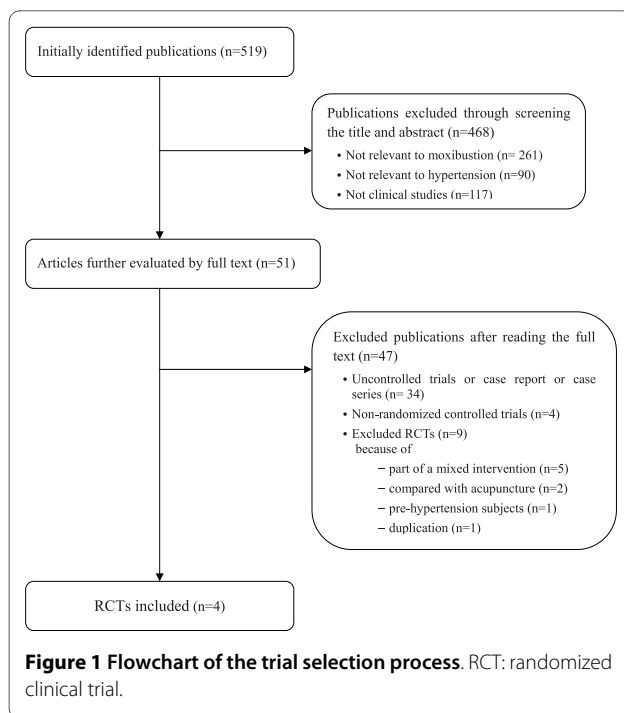 Initially identified publications (n=519)
Publications excluded through screening
the title and abstract (n=468)
• Not relevant to moxibustion (n= 261)
• Not relevant to hypertension (n=90)
• Not clinical studies (n=117)
Articles further evaluated by full text (n=51)
Excluded publications after reading the full
text (n=47)
• Uncontrolled trials or case report or case
series (n= 34)
• Non-randomized controlled trials (n=4)
• Excluded RCTs (n=9)
because of
– part of a mixed intervention (n=5)
– compared with acupuncture (n=2)
– pre-hypertension subjects (n=1)
– duplication (n=1)
RCTs included (n=4)
Figure 1 Flowchart of the trial selection process. RCT: randomized
clinical trial.